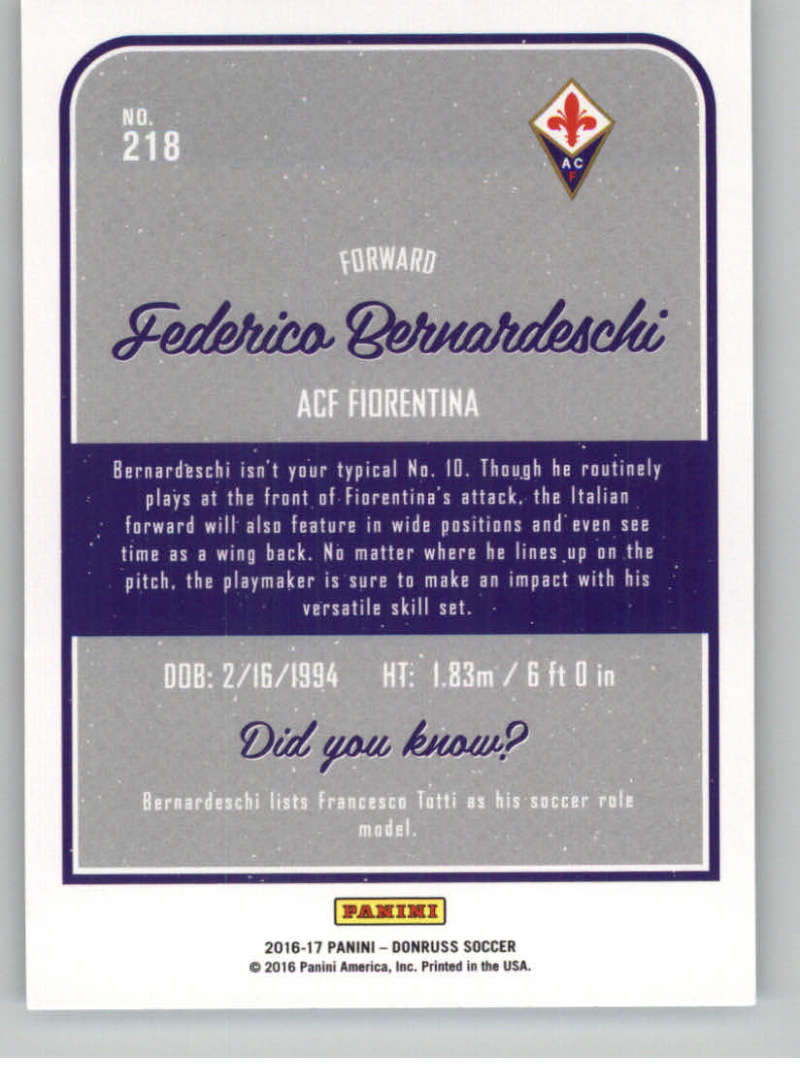 NO.
218
AC
F
FORWARD
Federico Bernardeschi
ACF FIORENTINA
Bernardeschi isn't your typical No. 10. Though he routinely
plays at the front of Fiorentina's attack, the Italian
forward will also feature in wide positions and even see
time as a wing back. No matter where he lines up on the
pitch, the playmaker is sure to make an impact with his
versatile skill set.
DOB: 2/16/1994 HT: 1.83m / 6 ft 0 in
Did you know?
Bernardeschi lists Francesco Totti as his soccer role
model.
PANINI
2016-17 PANINI – DONRUSS SOCCER
© 2016 Panini America, Inc. Printed in the USA.